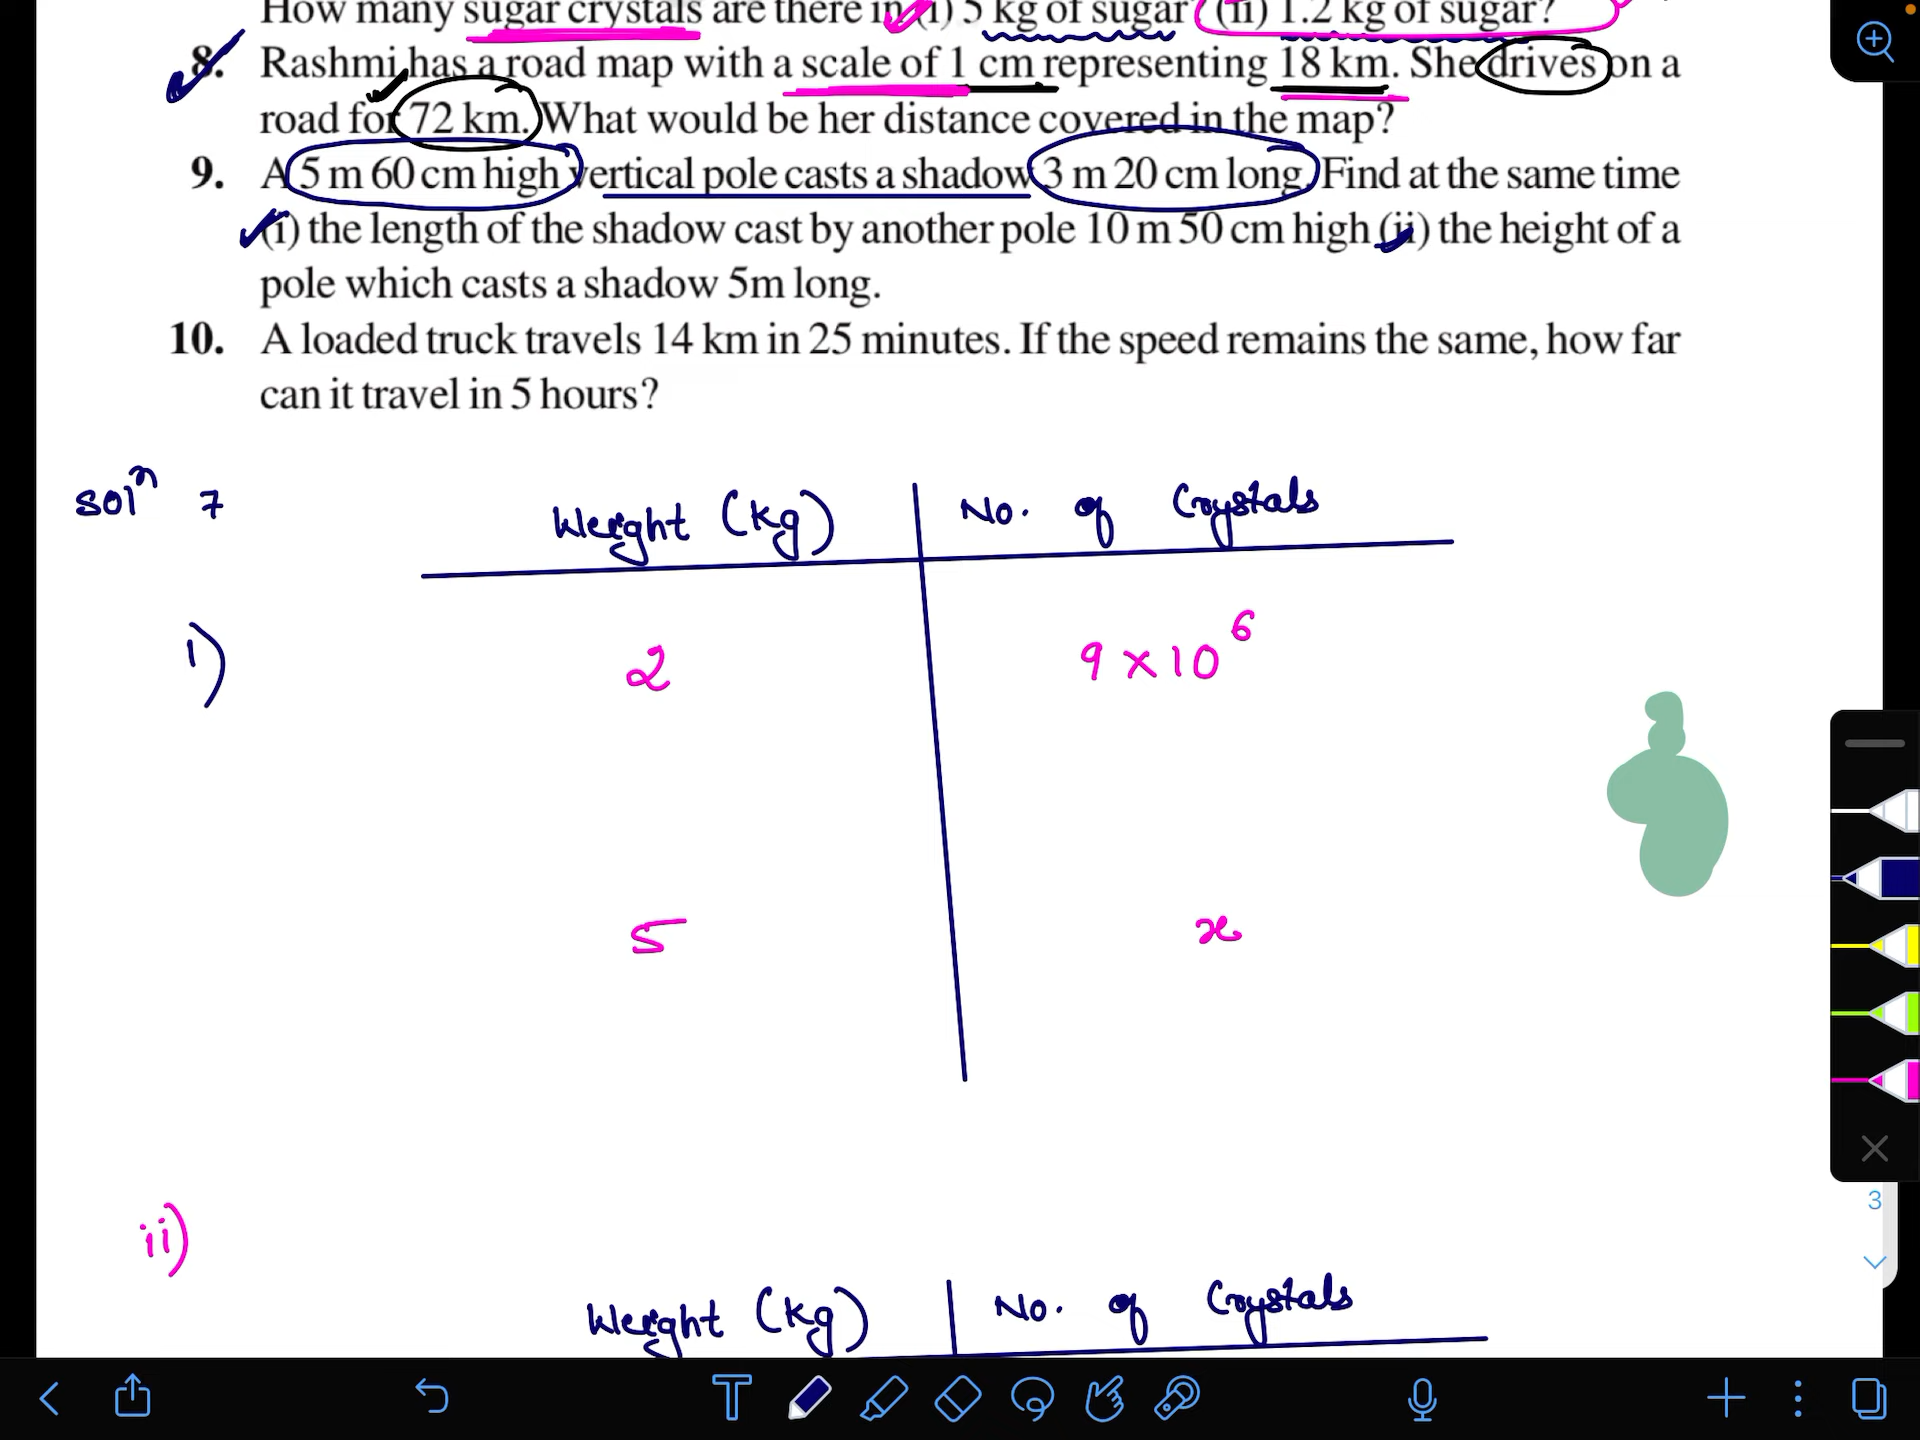 How many sugar crystals are there in (i) 5 kg of sugar? (ii) 1.2 kg of sugar?
8. Rashmi has a road map with a scale of 1 cm representing 18 km. She drives on a
road for 72 km. What would be her distance covered in the map?
9. A 5 m 60 cm high vertical pole casts a shadow 3 m 20 cm long. Find at the same time
(i) the length of the shadow cast by another pole 10 m 50 cm high (ii) the height of a
pole which casts a shadow 5m long.
10. A loaded truck travels 14 km in 25 minutes. If the speed remains the same, how far
can it travel in 5 hours?
Solⁿ 7
Weight (Kg) No. of Crystals
i) 2 9 × 10⁶
5 x
3
ii)
Weight (Kg) No. of Crystals
T